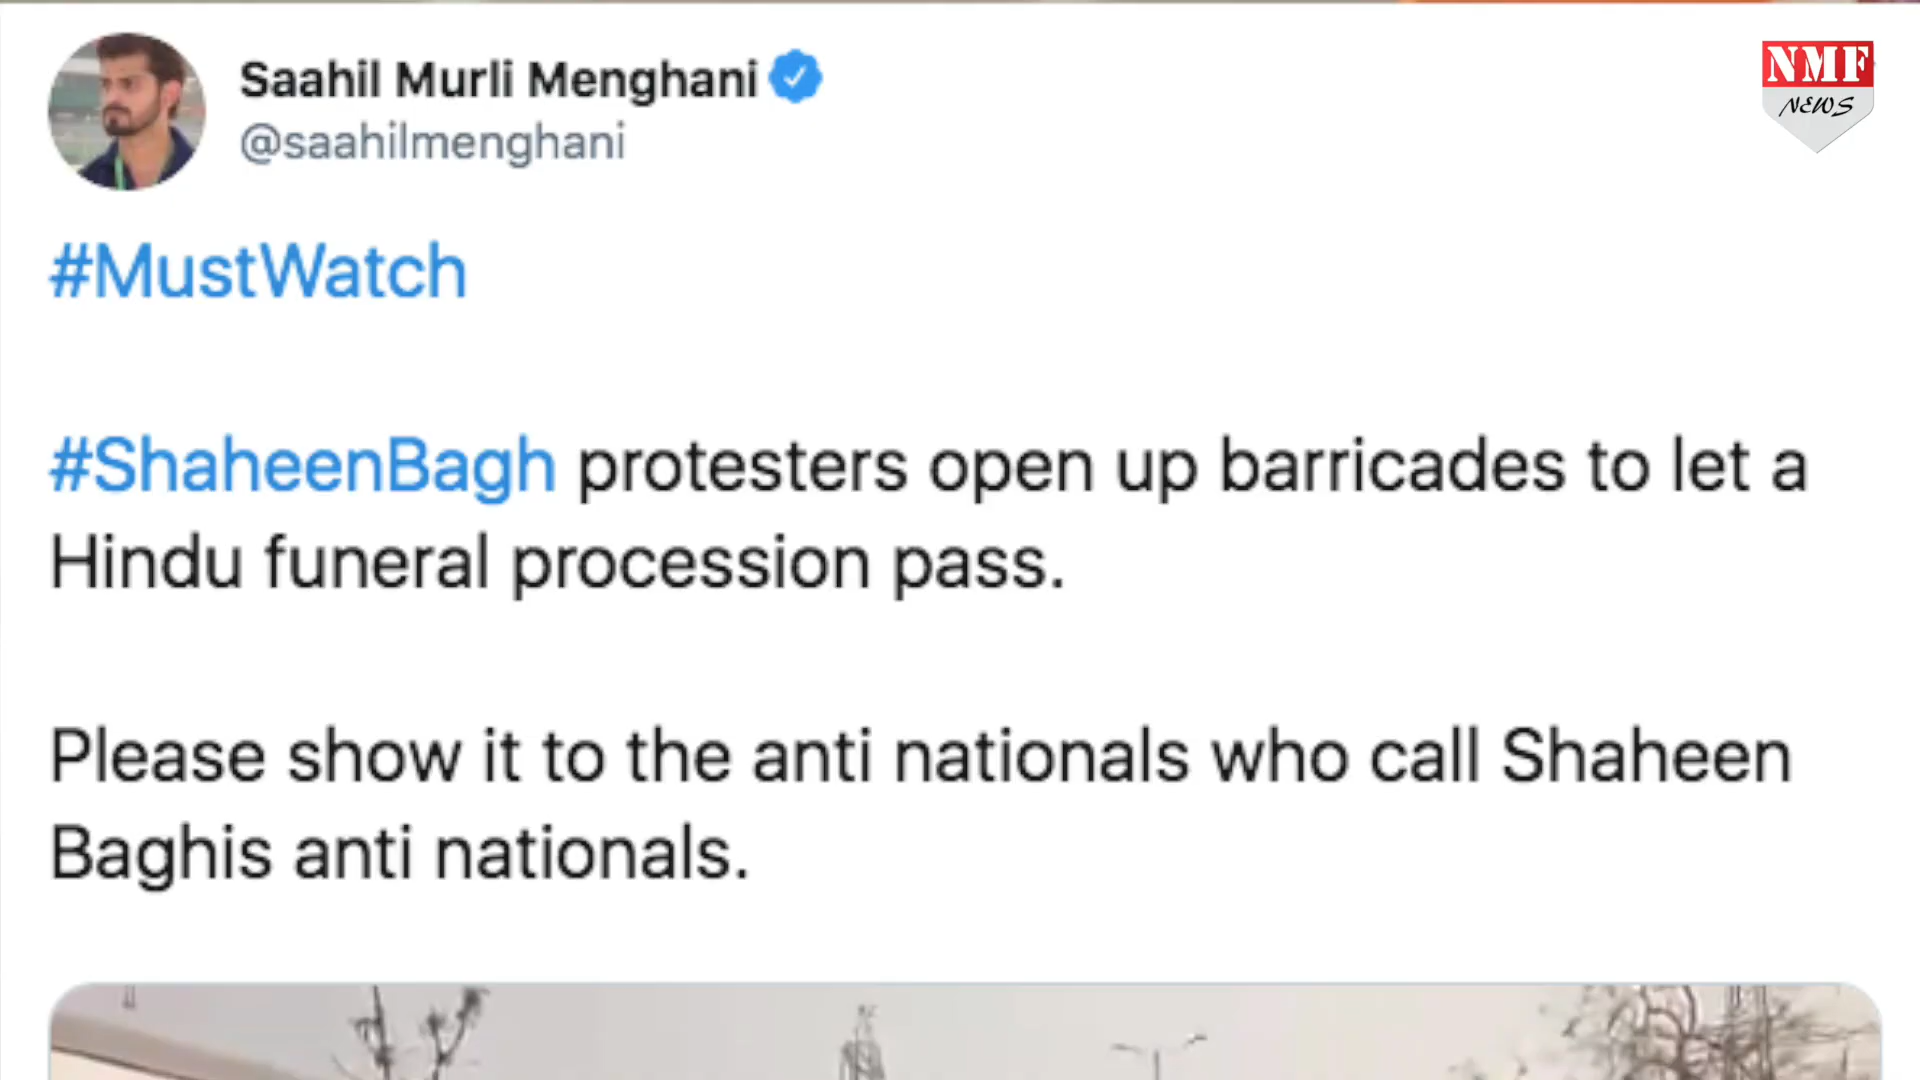 Saahil Murli Menghani
@saahilmenghani
NMF
NEWS
#MustWatch
#ShaheenBagh protesters open up barricades to let a
Hindu funeral procession pass.
Please show it to the anti nationals who call Shaheen
Baghis anti nationals.